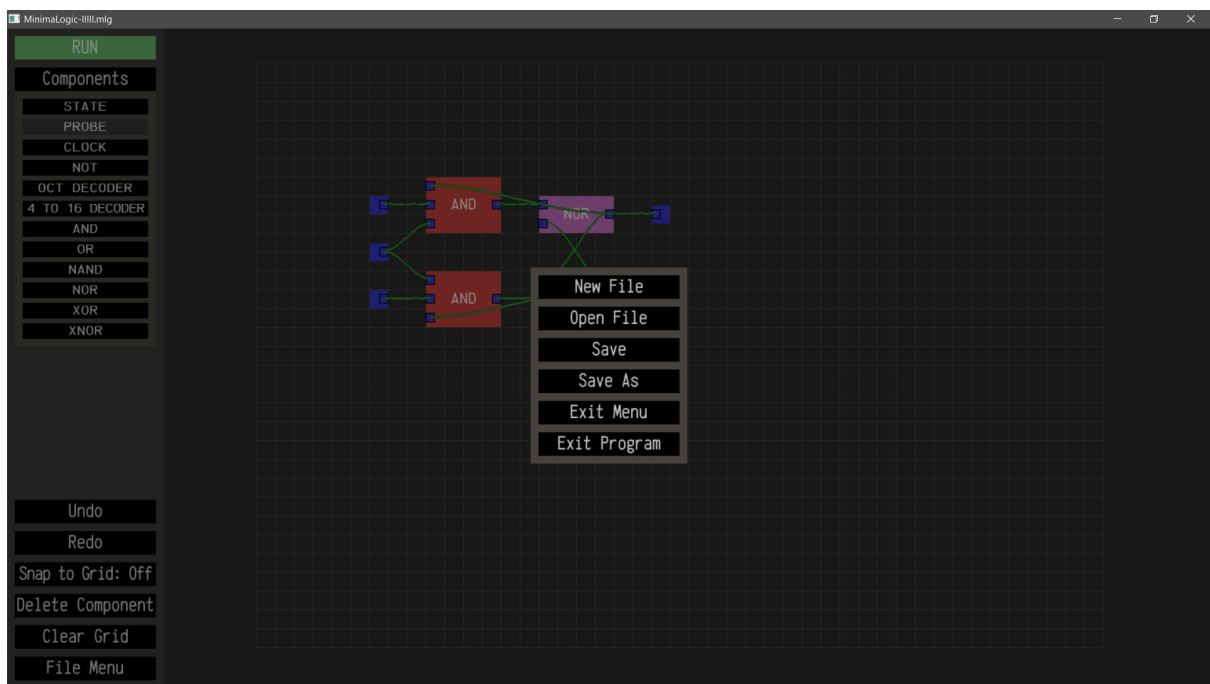 MinimaLogic-IIIII.mlg
RUN
Components
STATE
PROBE
CLOCK
NOT
OCT DECODER
4 TO 16 DECODER
AND
OR
NAND
NOR
XOR
XNOR
Undo
Redo
Snap to Grid: Off
Delete Component
Clear Grid
File Menu
AND
NOR
AND
New File
Open File
Save
Save As
Exit Menu
Exit Program